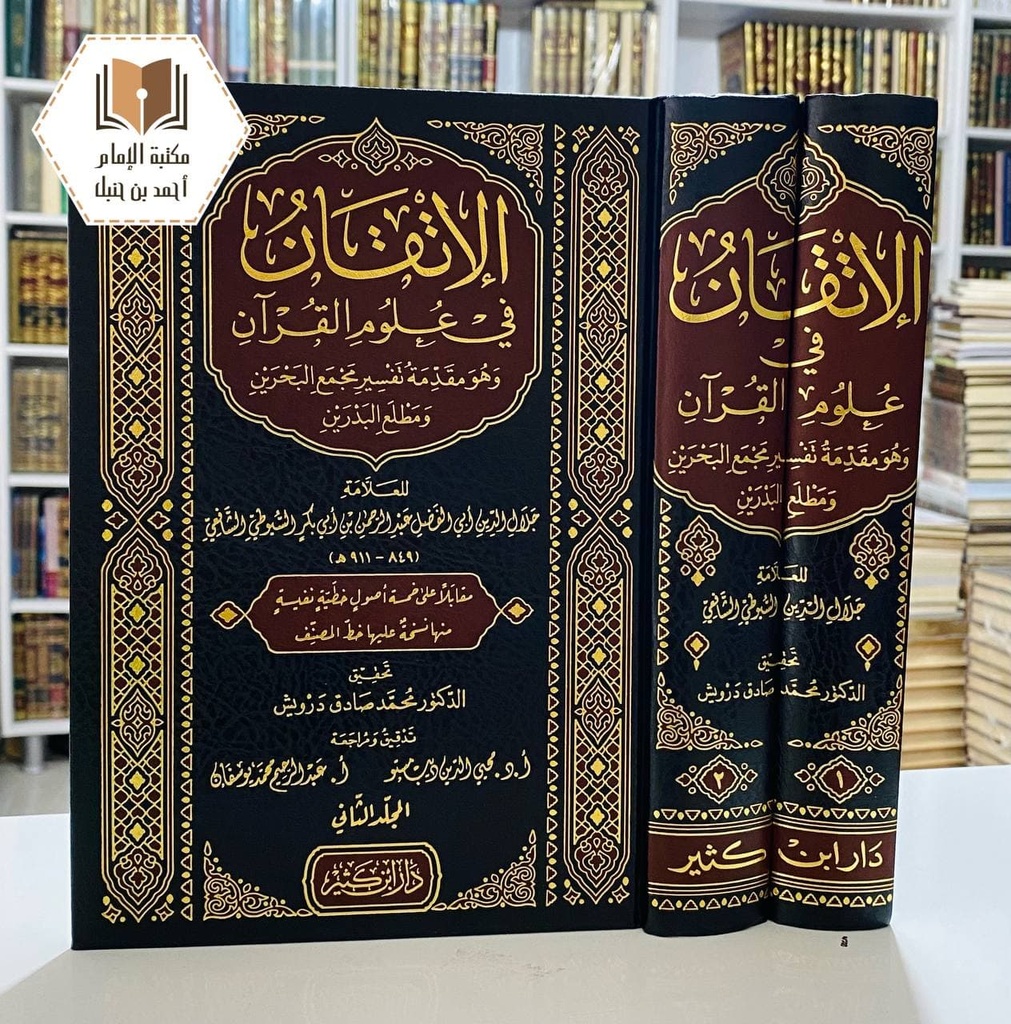 مكتبة الإمام
أحمد بن حنبل
الإتقان
في علوم القرآن
وهو مقدمة تفسير مجمع البحرين
ومطلع البدرين
للعلامة
جلال الدين أبي الفضل عبد الرحمن بن أبي بكر السيوطي الشافعي
(٨٤٩ - ٩١١ هـ)
مقابلا على خمسة أصول خطية نفيسة
منها نسخة عليها خط المصنف
تحقيق
الدكتور محمد صادق درويش
تدقيق ومراجعة
أ.د. محيي الدين ديب مستو أ. عبد الرحيم محمد يوسفان
المجلد الثاني
دار ابن كثير
الإتقان
في
علوم القرآن
وهو مقدمة تفسير مجمع البحرين
ومطلع البدرين
للعلامة
جلال الدين السيوطي الشافعي
تحقيق
الدكتور محمد صادق درويش
١ ٢
دار ابن كثير